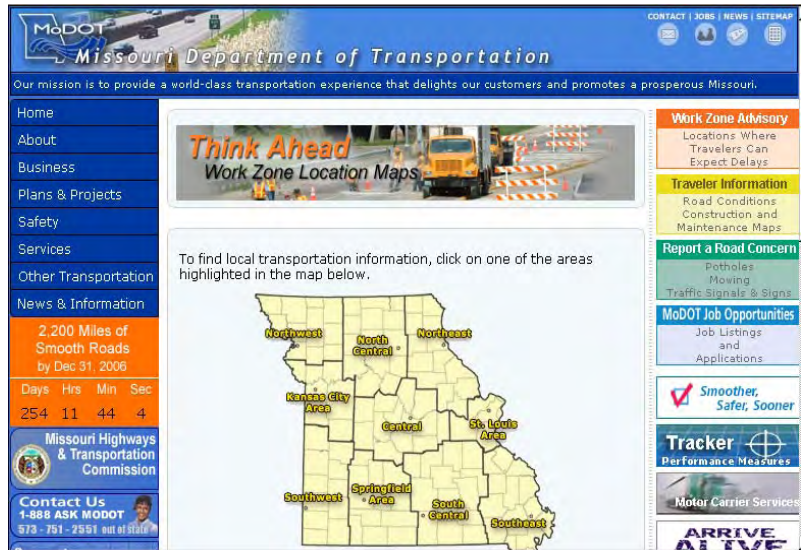 CONTACT | JOBS | NEWS | SITEMAP
MoDOT
Missouri Department of Transportation
Our mission is to provide a world-class transportation experience that delights our customers and promotes a prosperous Missouri.
Home
About
Business
Plans & Projects
Safety
Services
Other Transportation
News & Information
2,200 Miles of
Smooth Roads
by Dec 31, 2006
Days Hrs Min Sec
254 11 44 4
Missouri Highways
& Transportation
Commission
Contact Us
1-888 ASK MODOT
573 - 751 - 2551 out of state
Think Ahead
Work Zone Location Maps
To find local transportation information, click on one of the areas
highlighted in the map below.
Northwest
North
Central
Northeast
Kansas City
Area
Central
St. Louis
Area
Southwest
Springfield
Area
South
Central
Southeast
Work Zone Advisory
Locations Where
Travelers Can
Expect Delays
Traveler Information
Road Conditions
Construction and
Maintenance Maps
Report a Road Concern
Potholes
Mowing
Traffic Signals & Signs
MoDOT Job Opportunities
Job Listings
and
Applications
Smoother,
Safer, Sooner
Tracker
Performance Measures
Motor Carrier Services
ARRIVE
ALIVE